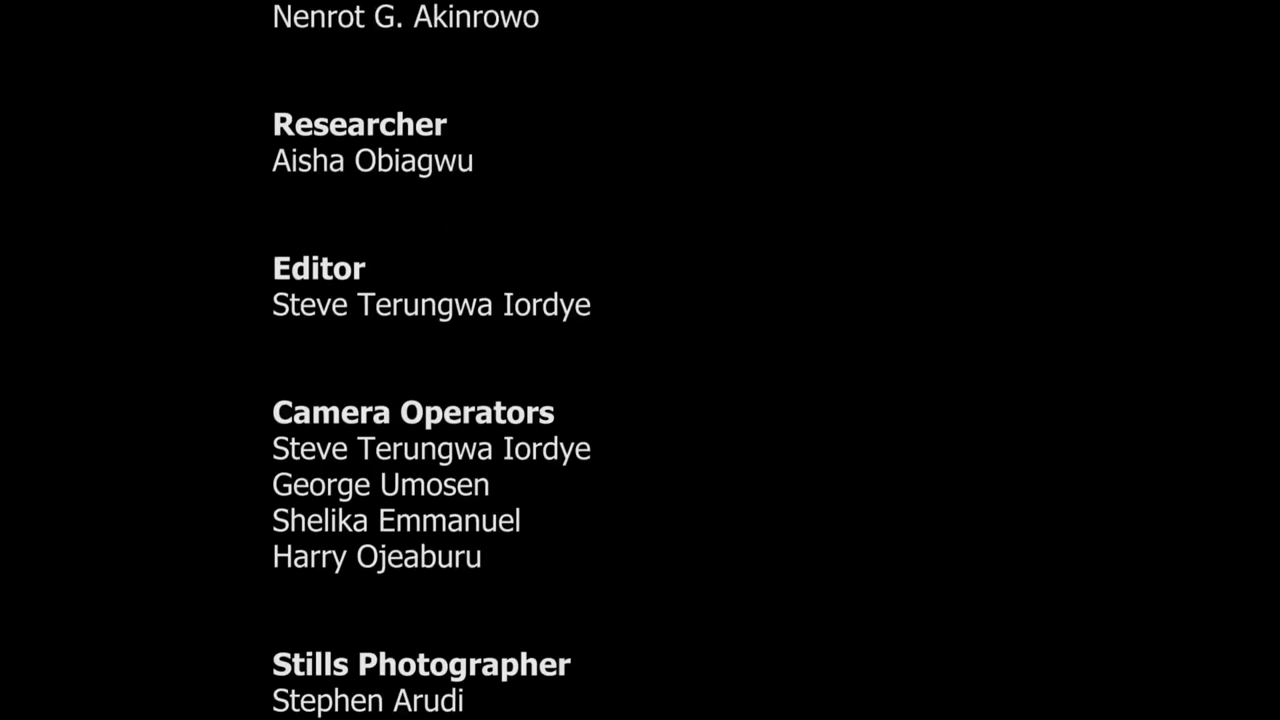 Nenrot G. Akinrowo
Researcher
Aisha Obiagwu
Editor
Steve Terungwa Iordye
Camera Operators
Steve Terungwa Iordye
George Umosen
Shelika Emmanuel
Harry Ojeaburu
Stills Photographer
Stephen Arudi